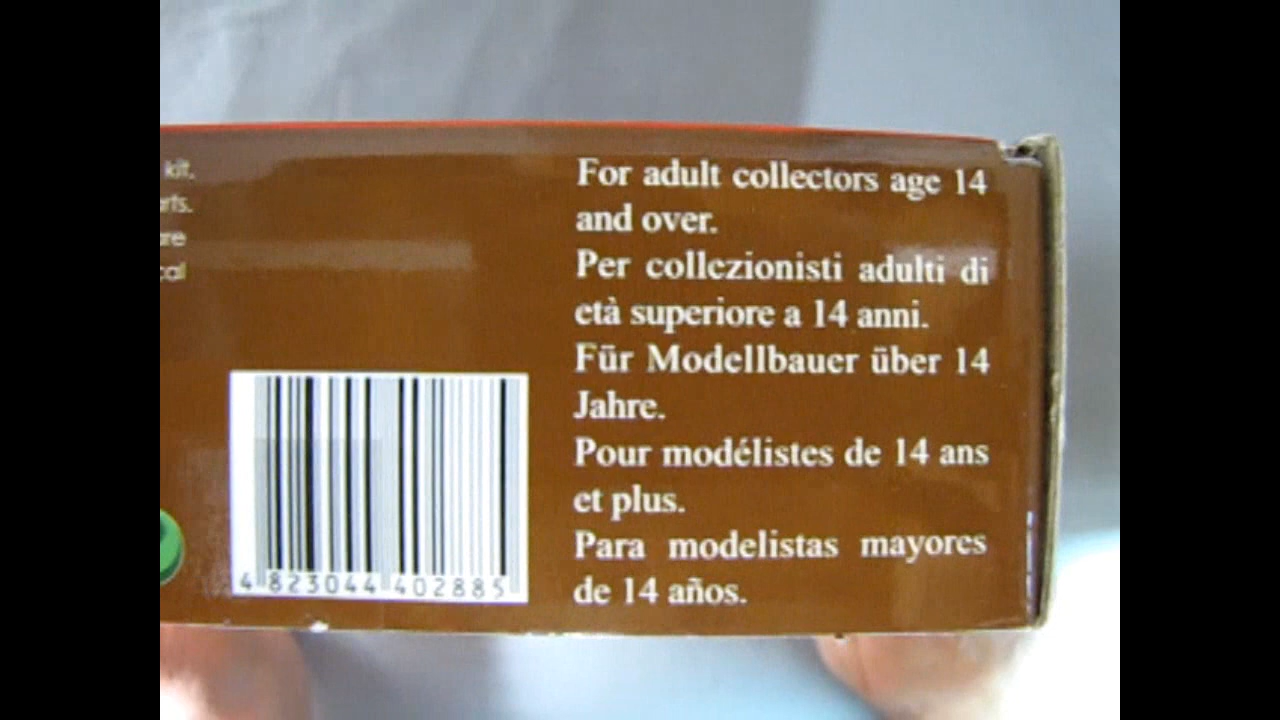 kit.
For adult collectors age 14
and over.
Per collezionisti adulti di
età superiore a 14 anni.
Für Modellbauer über 14
Jahre.
Pour modélistes de 14 ans
et plus.
Para modelistas mayores
de 14 años.
4 823044 402885